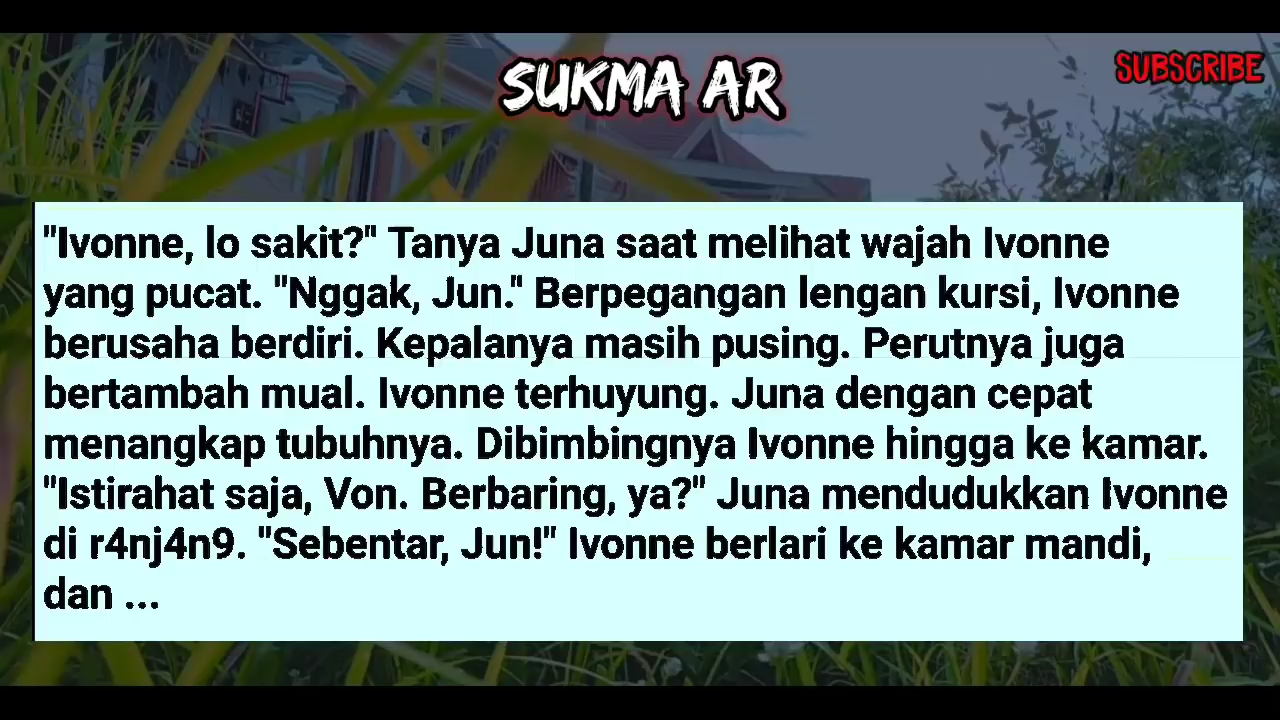 SUKMA AR
SUBSCRIBE
"Ivonne, lo sakit?" Tanya Juna saat melihat wajah Ivonne
yang pucat. "Nggak, Jun." Berpegangan lengan kursi, Ivonne
berusaha berdiri. Kepalanya masih pusing. Perutnya juga
bertambah mual. Ivonne terhuyung. Juna dengan cepat
menangkap tubuhnya. Dibimbingnya Ivonne hingga ke kamar.
"Istirahat saja, Von. Berbaring, ya?" Juna mendudukkan Ivonne
di r4nj4n9. "Sebentar, Jun!" Ivonne berlari ke kamar mandi,
dan ...